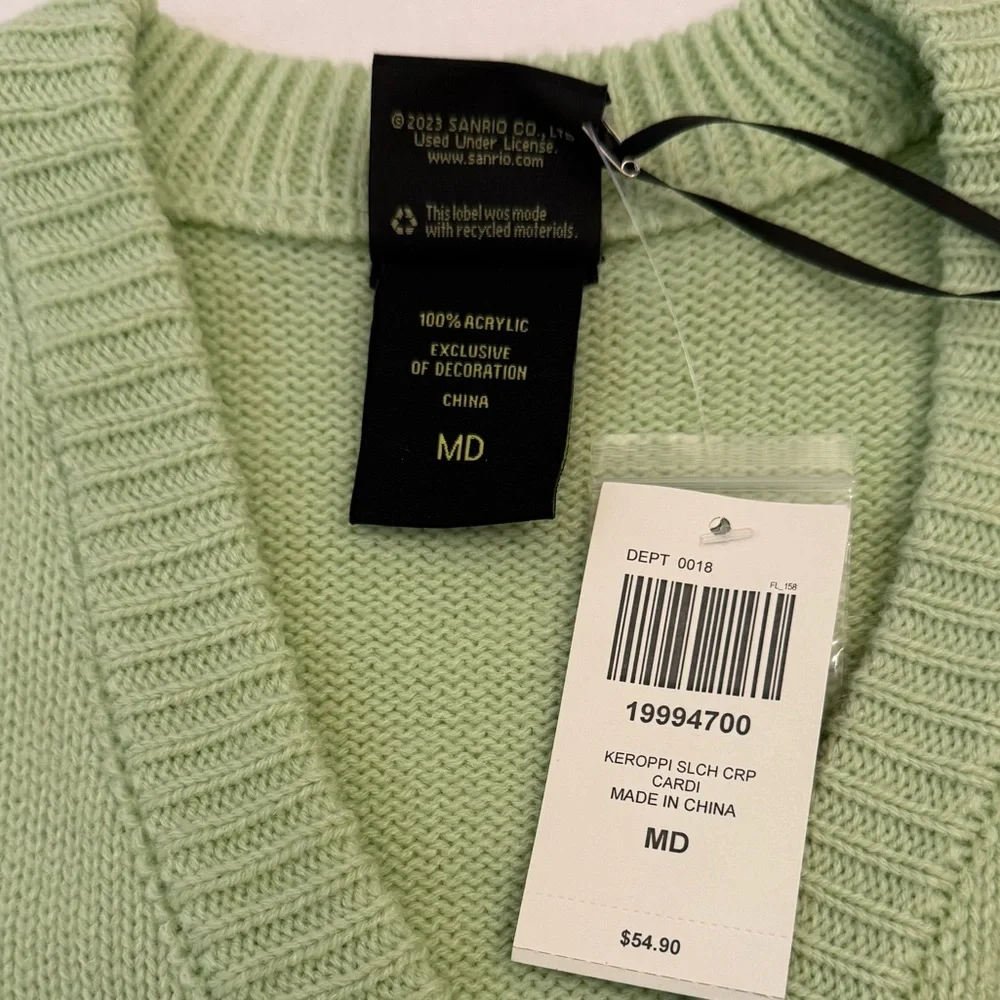 © 2023 SANRIO CO., LTD
Used Under License.
www.sanrio.com
This label was made
with recycled materials.
100% ACRYLIC
EXCLUSIVE
OF DECORATION
CHINA
MD
DEPT 0018
FL_158
19994700
KEROPPI SLCH CRP
CARDI
MADE IN CHINA
MD
$54.90